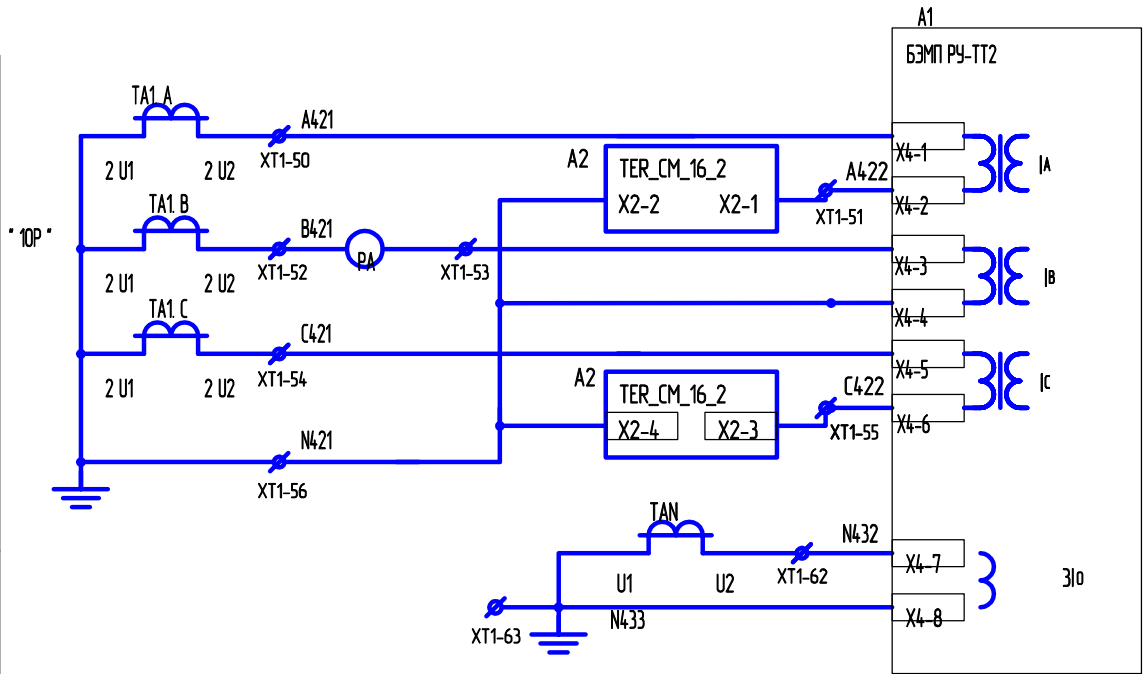 A1
БЭМП РУ-ТТ2
TA1. A
A421
XT1-50
2 U1
2 U2
A2
TER_CM_16_2
X2-2
X2-1
A422
XT1-51
X4-1
X4-2
IA
" 10P "
TA1. B
B421
PA
XT1-52
XT1-53
2 U1
2 U2
X4-3
X4-4
IB
TA1. C
C421
XT1-54
2 U1
2 U2
A2
TER_CM_16_2
X2-4
X2-3
C422
XT1-55
X4-5
X4-6
IC
N421
XT1-56
TAN
N432
XT1-62
U1
U2
X4-7
3Io
N433
XT1-63
X4-8